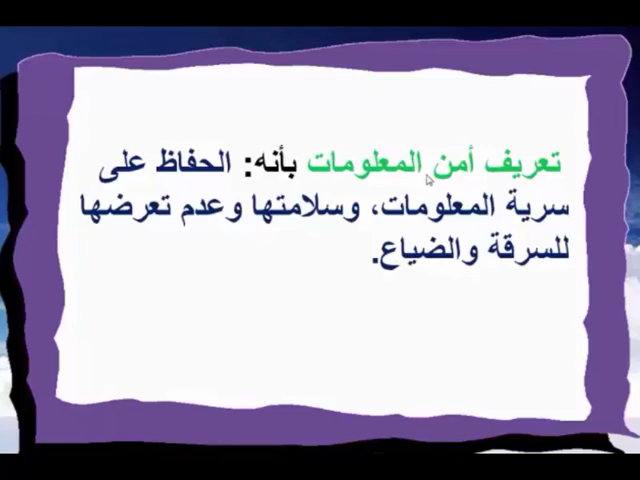 تعريف أمن المعلومات بأنه: الحفاظ على
سرية المعلومات، وسلامتها وعدم تعرضها
للسرقة والضياع.